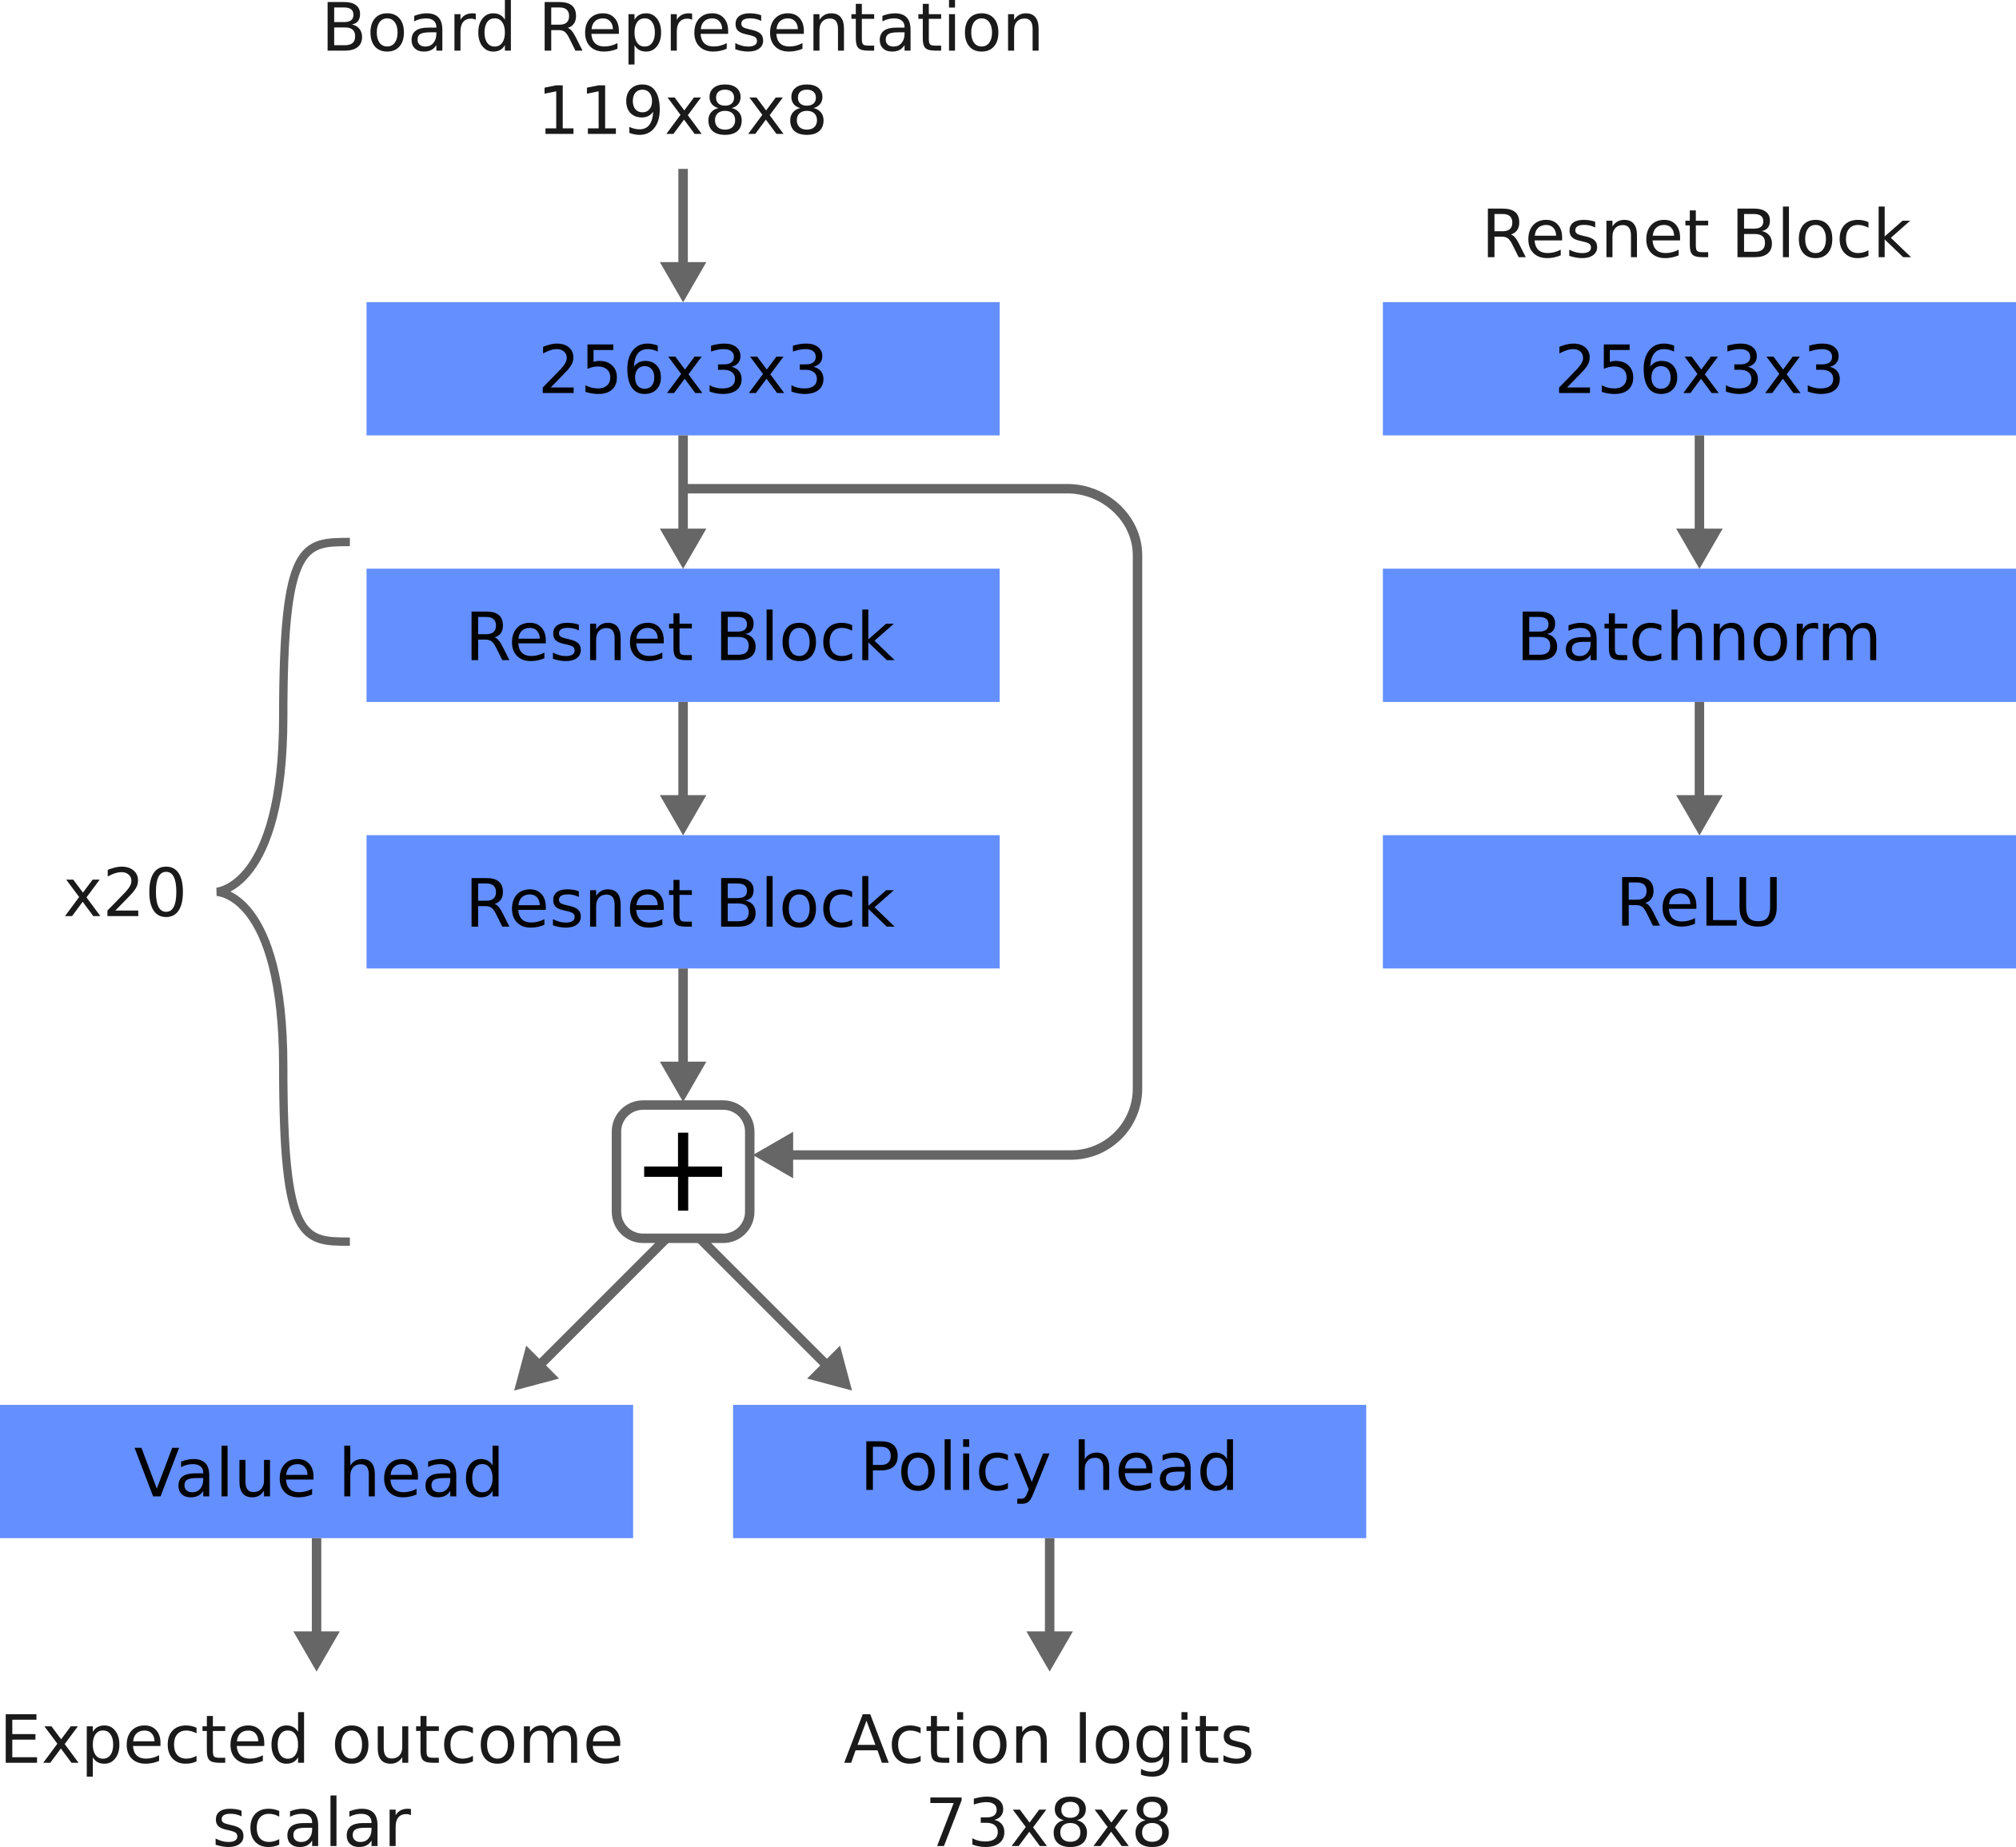 Board Representation
119x8x8
Resnet Block
256x3x3
256x3x3
Resnet Block
Batchnorm
x20
Resnet Block
ReLU
+
Value head
Policy head
Expected outcome
scalar
Action logits
73x8x8